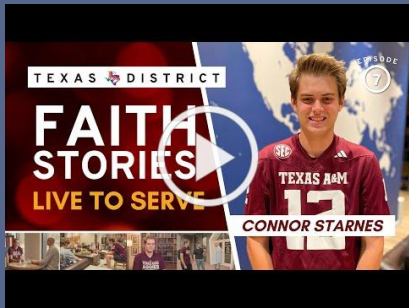 TEXAS DISTRICT
EPISODE
7
FAITH
STORIES
LIVE TO SERVE
SEC
TEXAS A&M
12
CONNOR STARNES